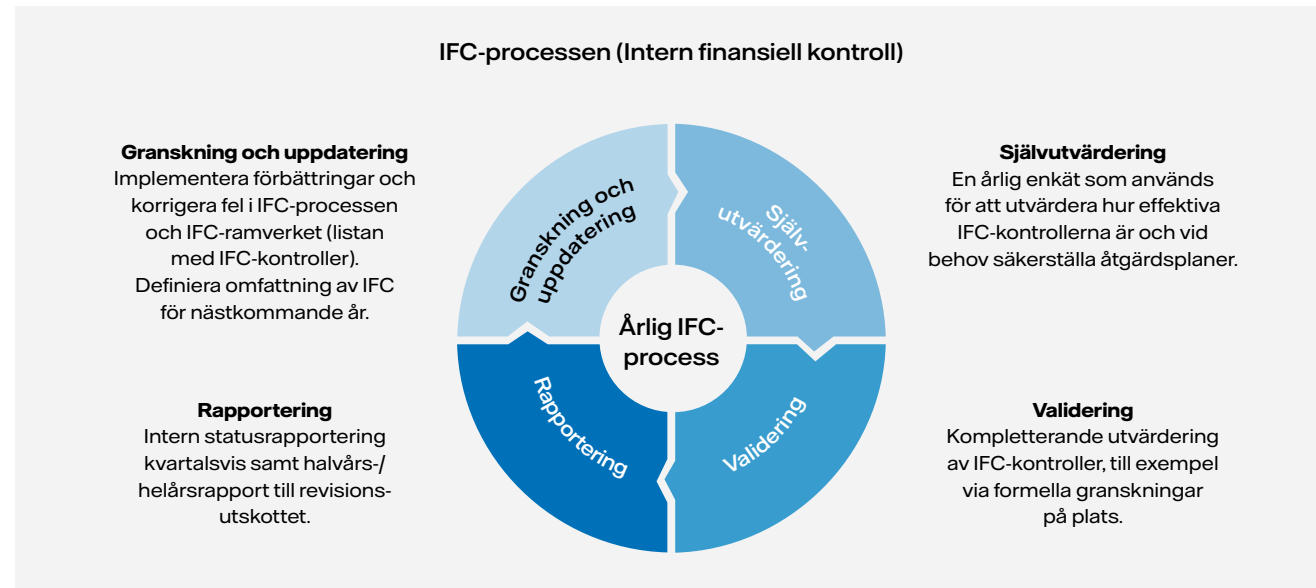 IFC-processen (Intern finansiell kontroll)
Granskning och uppdatering
Implementera förbättringar och
korrigera fel i IFC-processen
och IFC-ramverket (listan
med IFC-kontroller).
Definiera omfattning av IFC
för nästkommande år.
Självutvärdering
En årlig enkät som används
för att utvärdera hur effektiva
IFC-kontrollerna är och vid
behov säkerställa åtgärdsplaner.
Granskning och
uppdatering
Själv-
utvärdering
Årlig IFC-
process
Rapportering
Validering
Rapportering
Intern statusrapportering
kvartalsvis samt halvårs-/
helårsrapport till revisions-
utskottet.
Validering
Kompletterande utvärdering
av IFC-kontroller, till exempel
via formella granskningar
på plats.